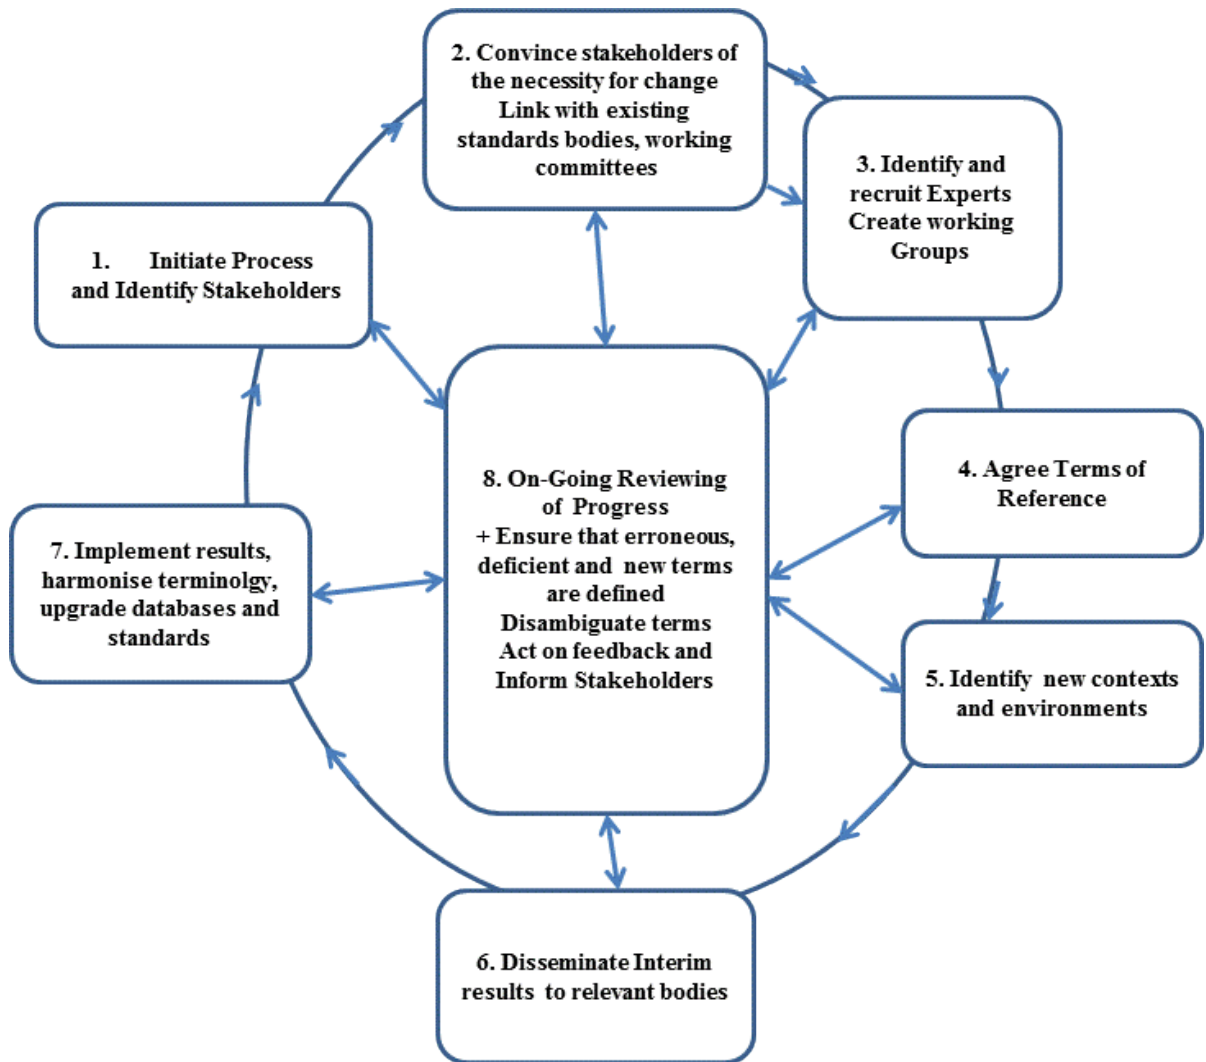 1. Initiate Process
and Identify Stakeholders
2. Convince stakeholders of
the necessity for change
Link with existing
standards bodies, working
committees
3. Identify and
recruit Experts
Create working
Groups
4. Agree Terms of
Reference
5. Identify new contexts
and environments
6. Disseminate Interim
results to relevant bodies
7. Implement results,
harmonise terminolgy,
upgrade databases and
standards
8. On-Going Reviewing
of Progress
+ Ensure that erroneous,
deficient and new terms
are defined
Disambiguate terms
Act on feedback and
Inform Stakeholders